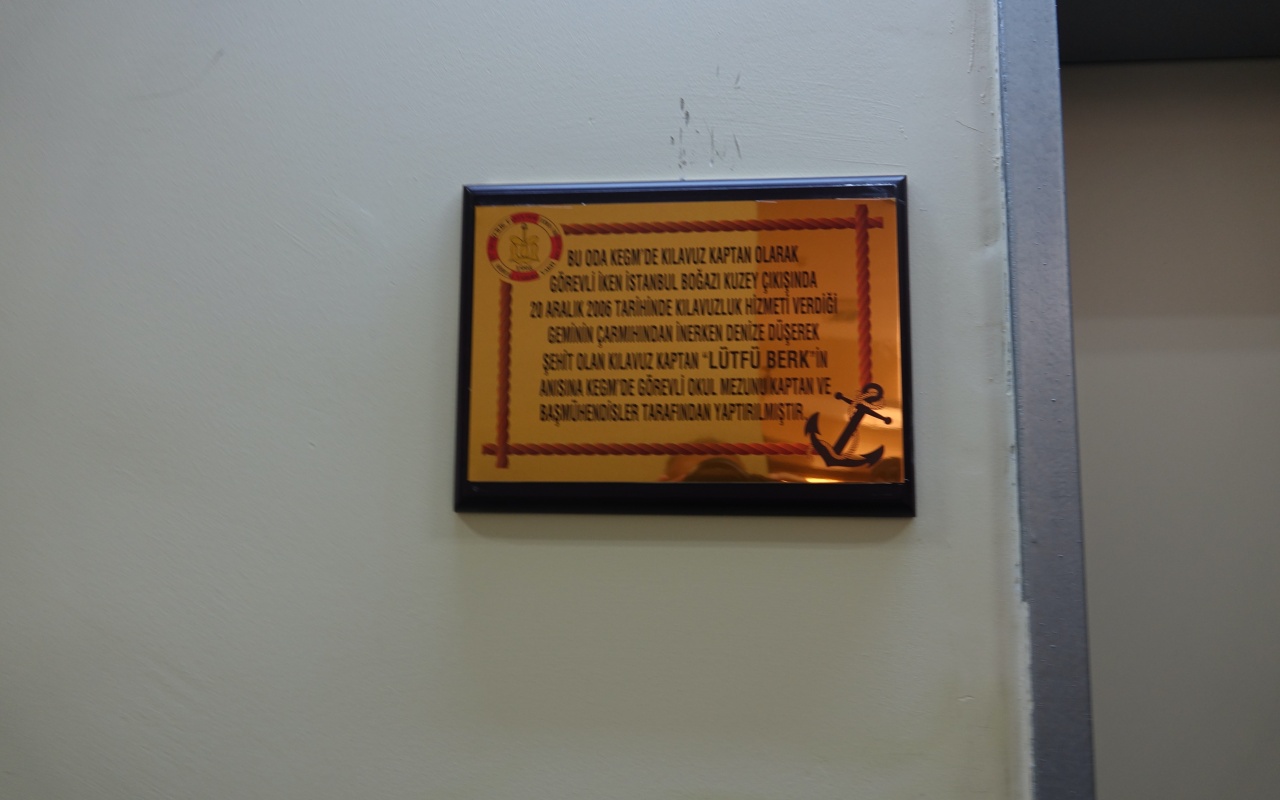 BU ODA KEGM'DE KILAVUZ KAPTAN OLARAK
GÖREVLİ İKEN İSTANBUL BOĞAZI KUZEY ÇIKIŞINDA
20 ARALIK 2006 TARİHİNDE KILAVUZLUK HİZMETİ VERDİĞİ
GEMİNİN ÇARMIHINDAN İNERKEN DENİZE DÜŞEREK
ŞEHİT OLAN KILAVUZ KAPTAN "LÜTFÜ BERK"İN
ANISINA KEGM'DE GÖREVLİ OKUL MEZUNU KAPTAN VE
BAŞMÜHENDİSLER TARAFINDAN YAPTIRILMIŞTIR.